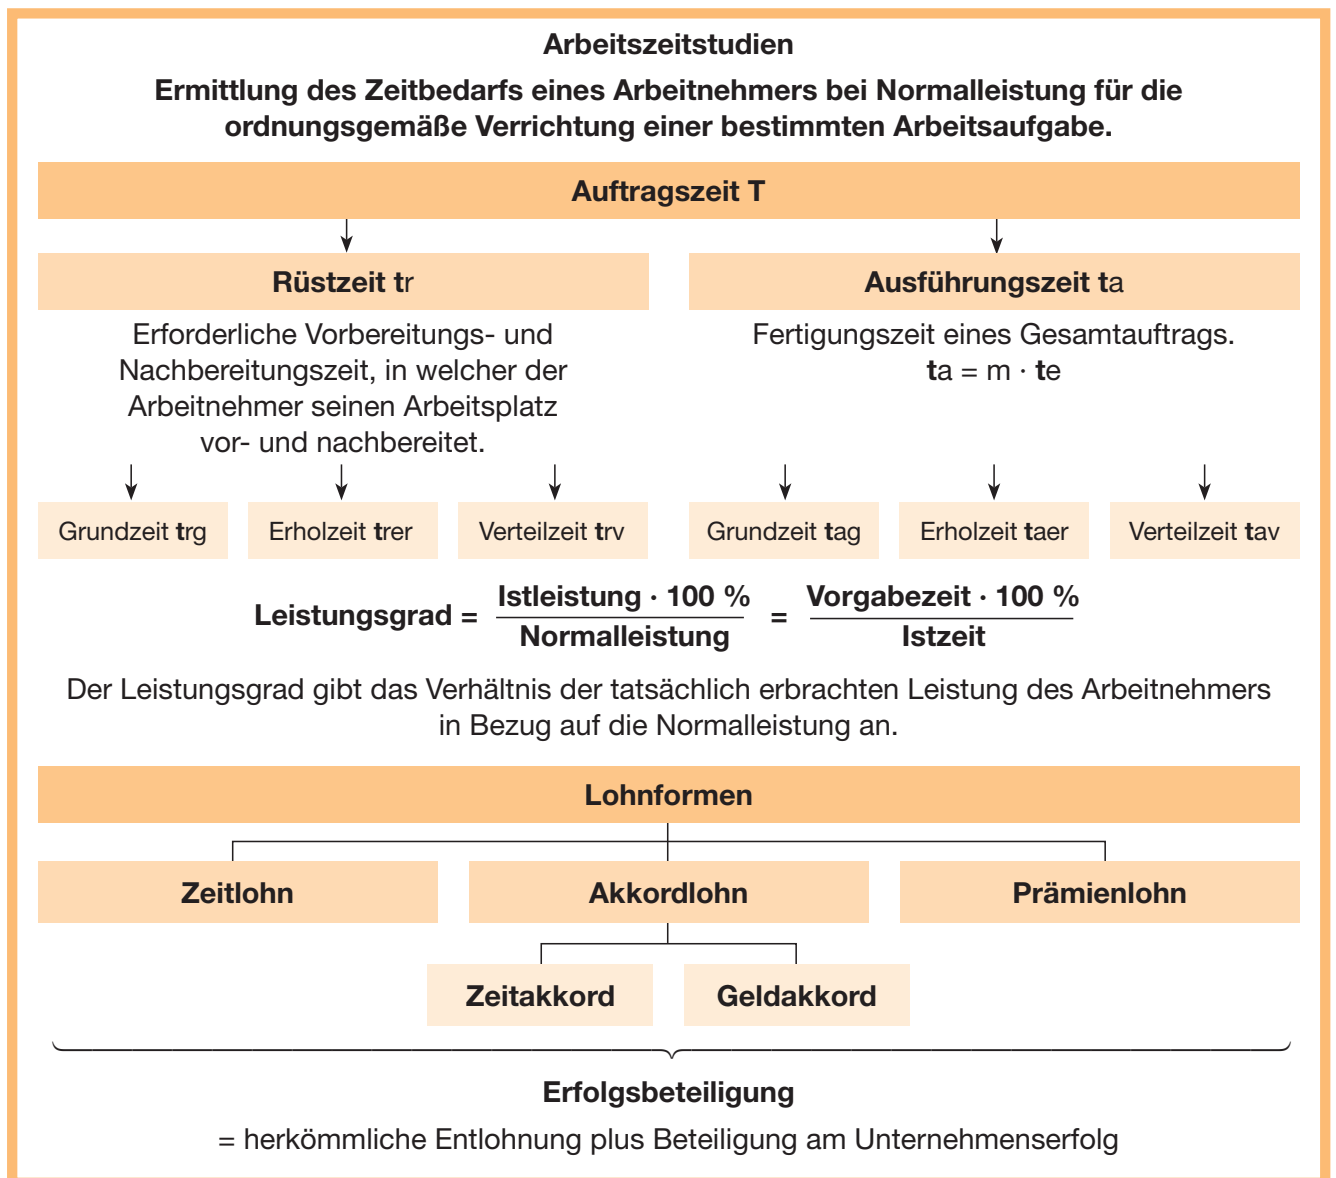 Arbeitszeitstudien
Ermittlung des Zeitbedarfs eines Arbeitnehmers bei Normalleistung für die
ordnungsgemäße Verrichtung einer bestimmten Arbeitsaufgabe.
Auftragszeit T
Rüstzeit tr
Erforderliche Vorbereitungs- und
Nachbereitungszeit, in welcher der
Arbeitnehmer seinen Arbeitsplatz
vor- und nachbereitet.
Ausführungszeit ta
Fertigungszeit eines Gesamtauftrags.
ta = m · te
Grundzeit trg
Erholzeit trer
Verteilzeit trv
Grundzeit tag
Erholzeit taer
Verteilzeit tav
Leistungsgrad = Istleistung · 100 % / Normalleistung = Vorgabezeit · 100 % / Istzeit
Der Leistungsgrad gibt das Verhältnis der tatsächlich erbrachten Leistung des Arbeitnehmers
in Bezug auf die Normalleistung an.
Lohnformen
Zeitlohn
Akkordlohn
Prämienlohn
Zeitakkord
Geldakkord
Erfolgsbeteiligung
= herkömmliche Entlohnung plus Beteiligung am Unternehmenserfolg